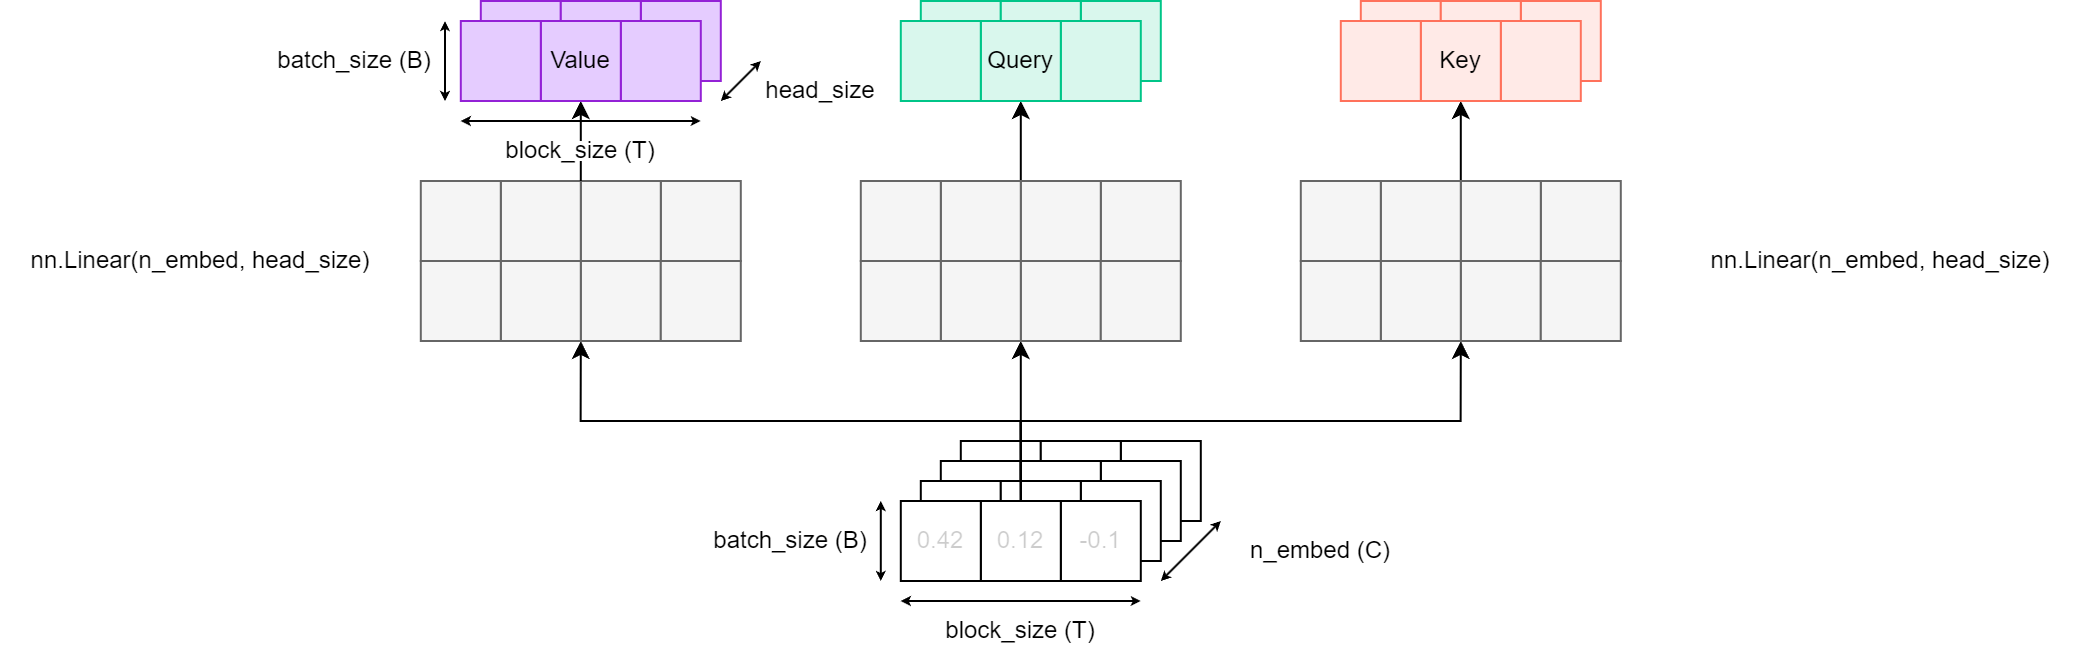 batch_size (B)
Value
Query
Key
head_size
block_size (T)
nn.Linear(n_embed, head_size)
nn.Linear(n_embed, head_size)
batch_size (B)
0.42
0.12
-0.1
n_embed (C)
block_size (T)